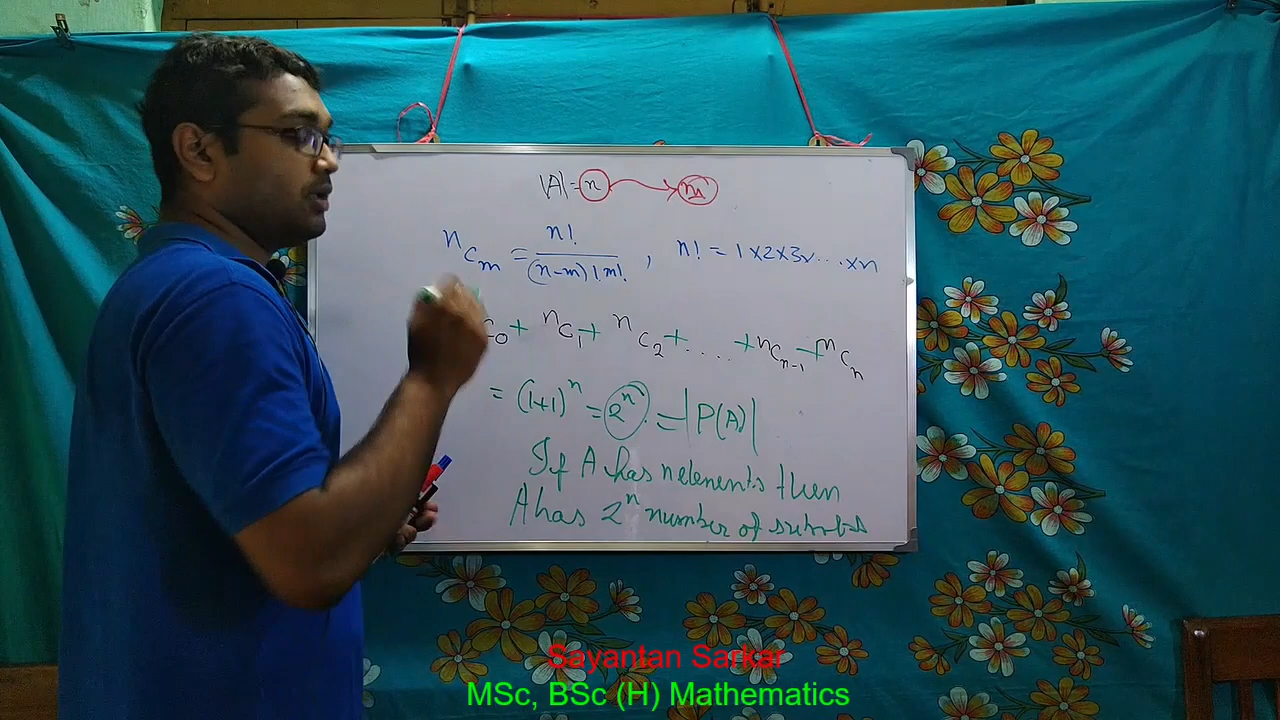 |A| = n → m
ⁿCₘ = n! / (n-m)! m! , n! = 1×2×3×....×n
C₀ + ⁿC₁ + ⁿC₂ + .... + ⁿCₙ₋₁ + ⁿCₙ
= (1+1)ⁿ = 2ⁿ = |P(A)|
If A has n elements then
A has 2ⁿ number of subsets
Sayantan Sarkar
MSc, BSc (H) Mathematics